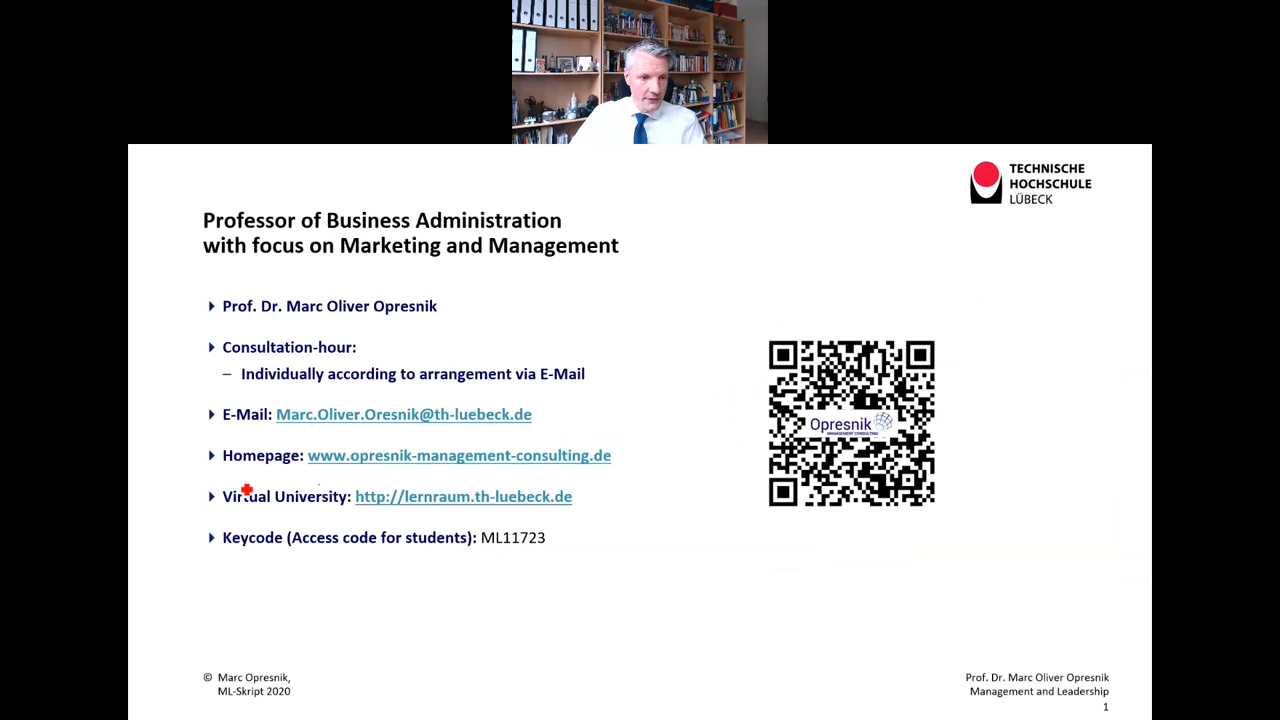 TECHNISCHE
HOCHSCHULE
LÜBECK
Professor of Business Administration
with focus on Marketing and Management
Prof. Dr. Marc Oliver Opresnik
Consultation-hour:
– Individually according to arrangement via E-Mail
E-Mail: Marc.Oliver.Oresnik@th-luebeck.de
Homepage: www.opresnik-management-consulting.de
Virtual University: http://lernraum.th-luebeck.de
Keycode (Access code for students): ML11723
Opresnik
MANAGEMENT CONSULTING
© Marc Opresnik,
ML-Skript 2020
Prof. Dr. Marc Oliver Opresnik
Management and Leadership
1